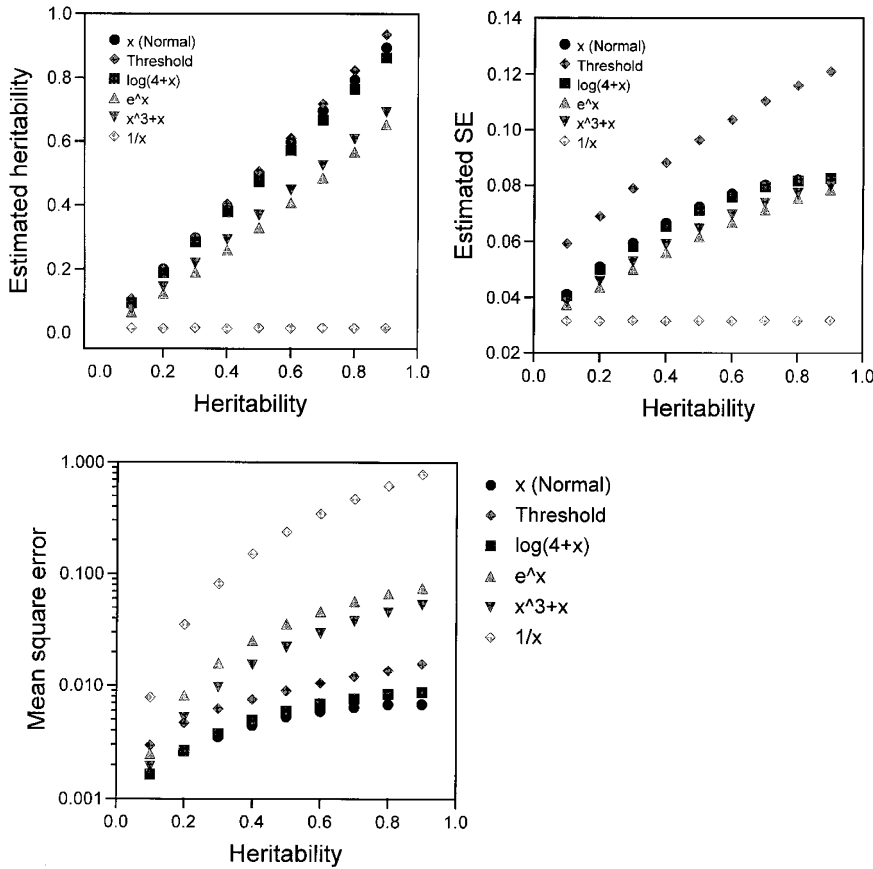 1.0
0.8
0.6
0.4
0.2
0.0
Estimated heritability
x (Normal)
Threshold
log(4+x)
e^x
x^3+x
1/x
0.0 0.2 0.4 0.6 0.8 1.0
Heritability
0.14
0.12
0.10
0.08
0.06
0.04
0.02
Estimated SE
x (Normal)
Threshold
log(4+x)
e^x
x^3+x
1/x
0.0 0.2 0.4 0.6 0.8 1.0
Heritability
1.000
0.100
0.010
0.001
Mean square error
0.0 0.2 0.4 0.6 0.8 1.0
Heritability
x (Normal)
Threshold
log(4+x)
e^x
x^3+x
1/x